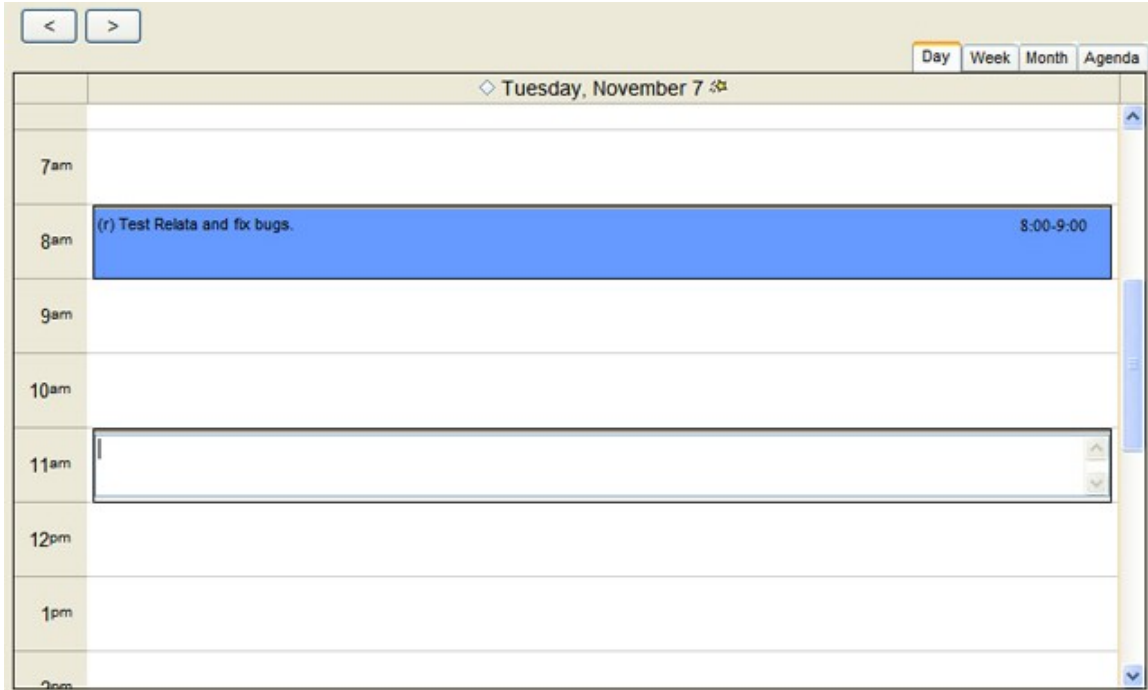 < >
Day Week Month Agenda
Tuesday, November 7
7am
8am (r) Test Relata and fix bugs. 8:00-9:00
9am
10am
11am
12pm
1pm
2pm